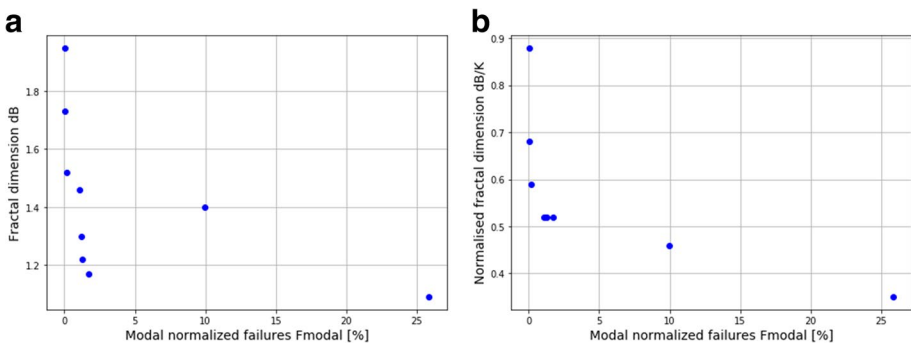 a
Fractal dimension dB
1.8
1.6
1.4
1.2
0 5 10 15 20 25
Modal normalized failures Fmodal [%]
b
Normalised fractal dimension dB/K
0.9
0.8
0.7
0.6
0.5
0.4
0 5 10 15 20 25
Modal normalized failures Fmodal [%]